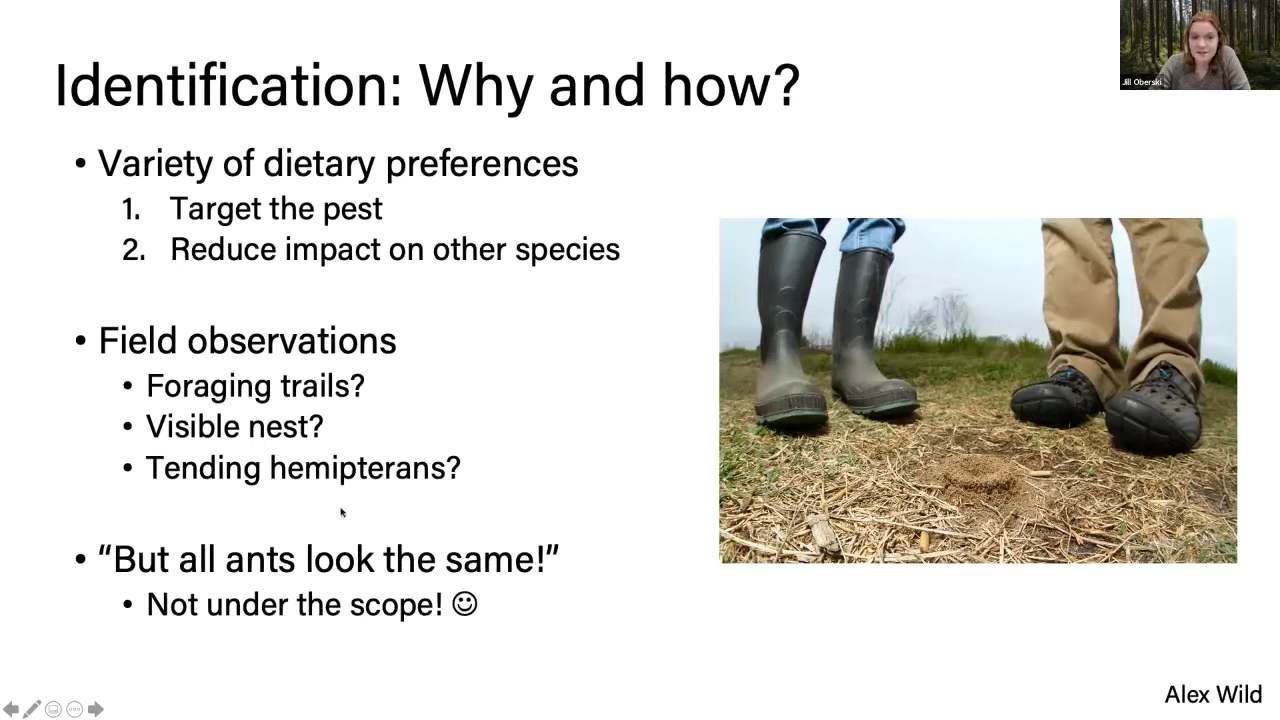 Jill Oberski
Identification: Why and how?
• Variety of dietary preferences
1. Target the pest
2. Reduce impact on other species
• Field observations
• Foraging trails?
• Visible nest?
• Tending hemipterans?
• “But all ants look the same!”
• Not under the scope! ☺
Alex Wild